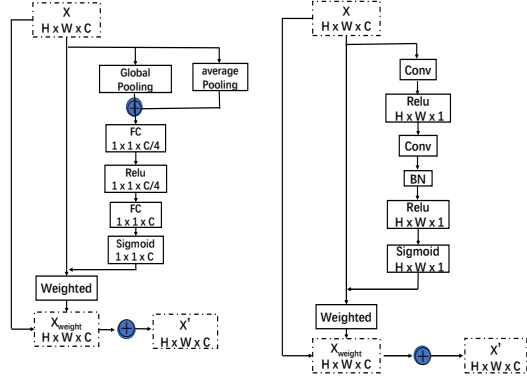 X
H x W x C
Global
Pooling
average
Pooling
FC
1 x 1 x C/4
Relu
1 x 1 x C/4
FC
1 x 1 x C
Sigmoid
1 x 1 x C
Weighted
Xweight
H x W x C
X'
H x W x C
X
H x W x C
Conv
Relu
H x W x 1
Conv
BN
Relu
H x W x 1
Sigmoid
H x W x 1
Weighted
Xweight
H x W x C
X'
H x W x C